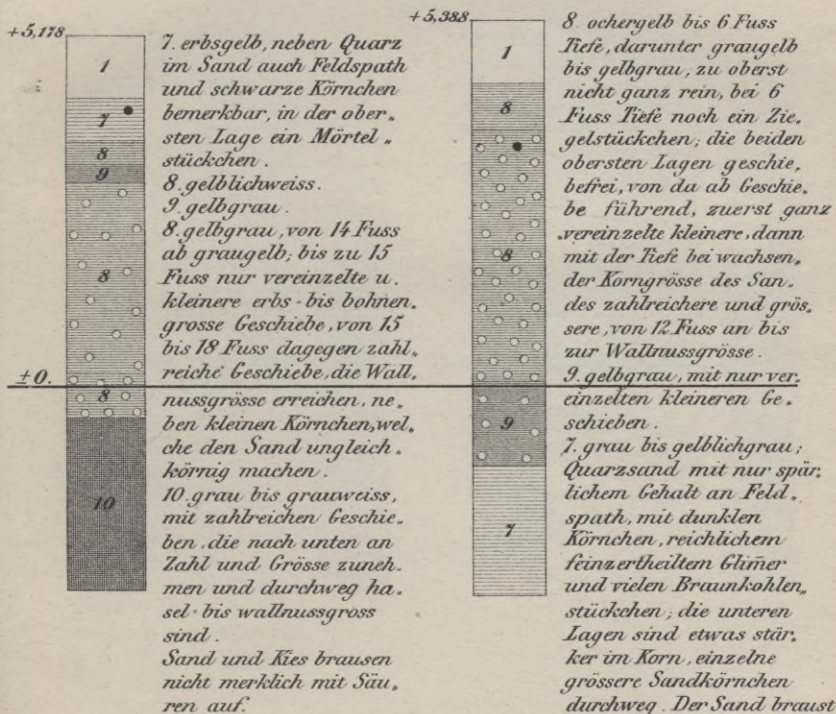 +5,178
1
7
8
9
8
±0.
8
10
7. erbsgelb, neben Quarz
im Sand auch Feldspath
und schwarze Körnchen
bemerkbar, in der ober-
sten Lage ein Mörtel-
stückchen.
8. gelblichweiss.
9. gelbgrau.
8. gelbgrau, von 14 Fuss
ab graugelb; bis zu 15
Fuss nur vereinzelte u.
kleinere erbs- bis bohnen-
grosse Geschiebe, von 15
bis 18 Fuss dagegen zahl-
reiche Geschiebe, die Wall-
nussgrösse erreichen, ne-
ben kleinen Körnchen, wel-
che den Sand ungleich-
körnig machen.
10. grau bis grauweiss,
mit zahlreichen Geschie-
ben, die nach unten an
Zahl und Grösse zuneh-
men und durchweg ha-
sel- bis wallnussgross
sind.
Sand und Kies brausen
nicht merklich mit Säu-
ren auf.
+5,388
1
8
8
9
7
8. ochergelb bis 6 Fuss
Tiefe, darunter graugelb
bis gelbgrau, zu oberst
nicht ganz rein, bei 6
Fuss Tiefe noch ein Zie-
gelstückchen; die beiden
obersten Lagen geschie-
befrei, von da ab Geschie-
be führend, zuerst ganz
vereinzelte kleinere, dann
mit der Tiefe bei wachsen-
der Korngrösse des San-
des zahlreichere und grös-
sere, von 12 Fuss an bis
zur Wallnussgrösse.
9. gelbgrau, mit nur ver-
einzelten kleineren Ge-
schieben.
7. grau bis gelblichgrau;
Quarzsand mit nur spär-
lichem Gehalt an Feld-
spath, mit dunklen
Körnchen, reichlichem
feinzertheiltem Glim̄er
und vielen Braunkohlen-
stückchen; die unteren
Lagen sind etwas stär-
ker im Korn, einzelne
grössere Sandkörnchen
durchweg. Der Sand braust